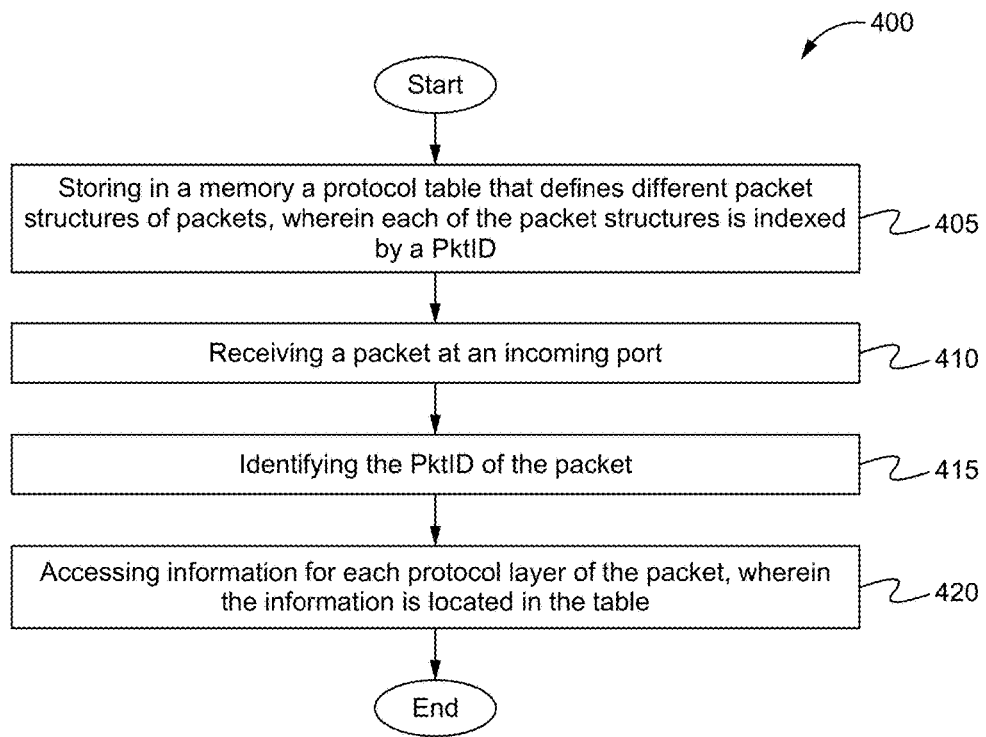 400
Start
Storing in a memory a protocol table that defines different packet
structures of packets, wherein each of the packet structures is indexed
by a PktID
405
Receiving a packet at an incoming port
410
Identifying the PktID of the packet
415
Accessing information for each protocol layer of the packet, wherein
the information is located in the table
420
End